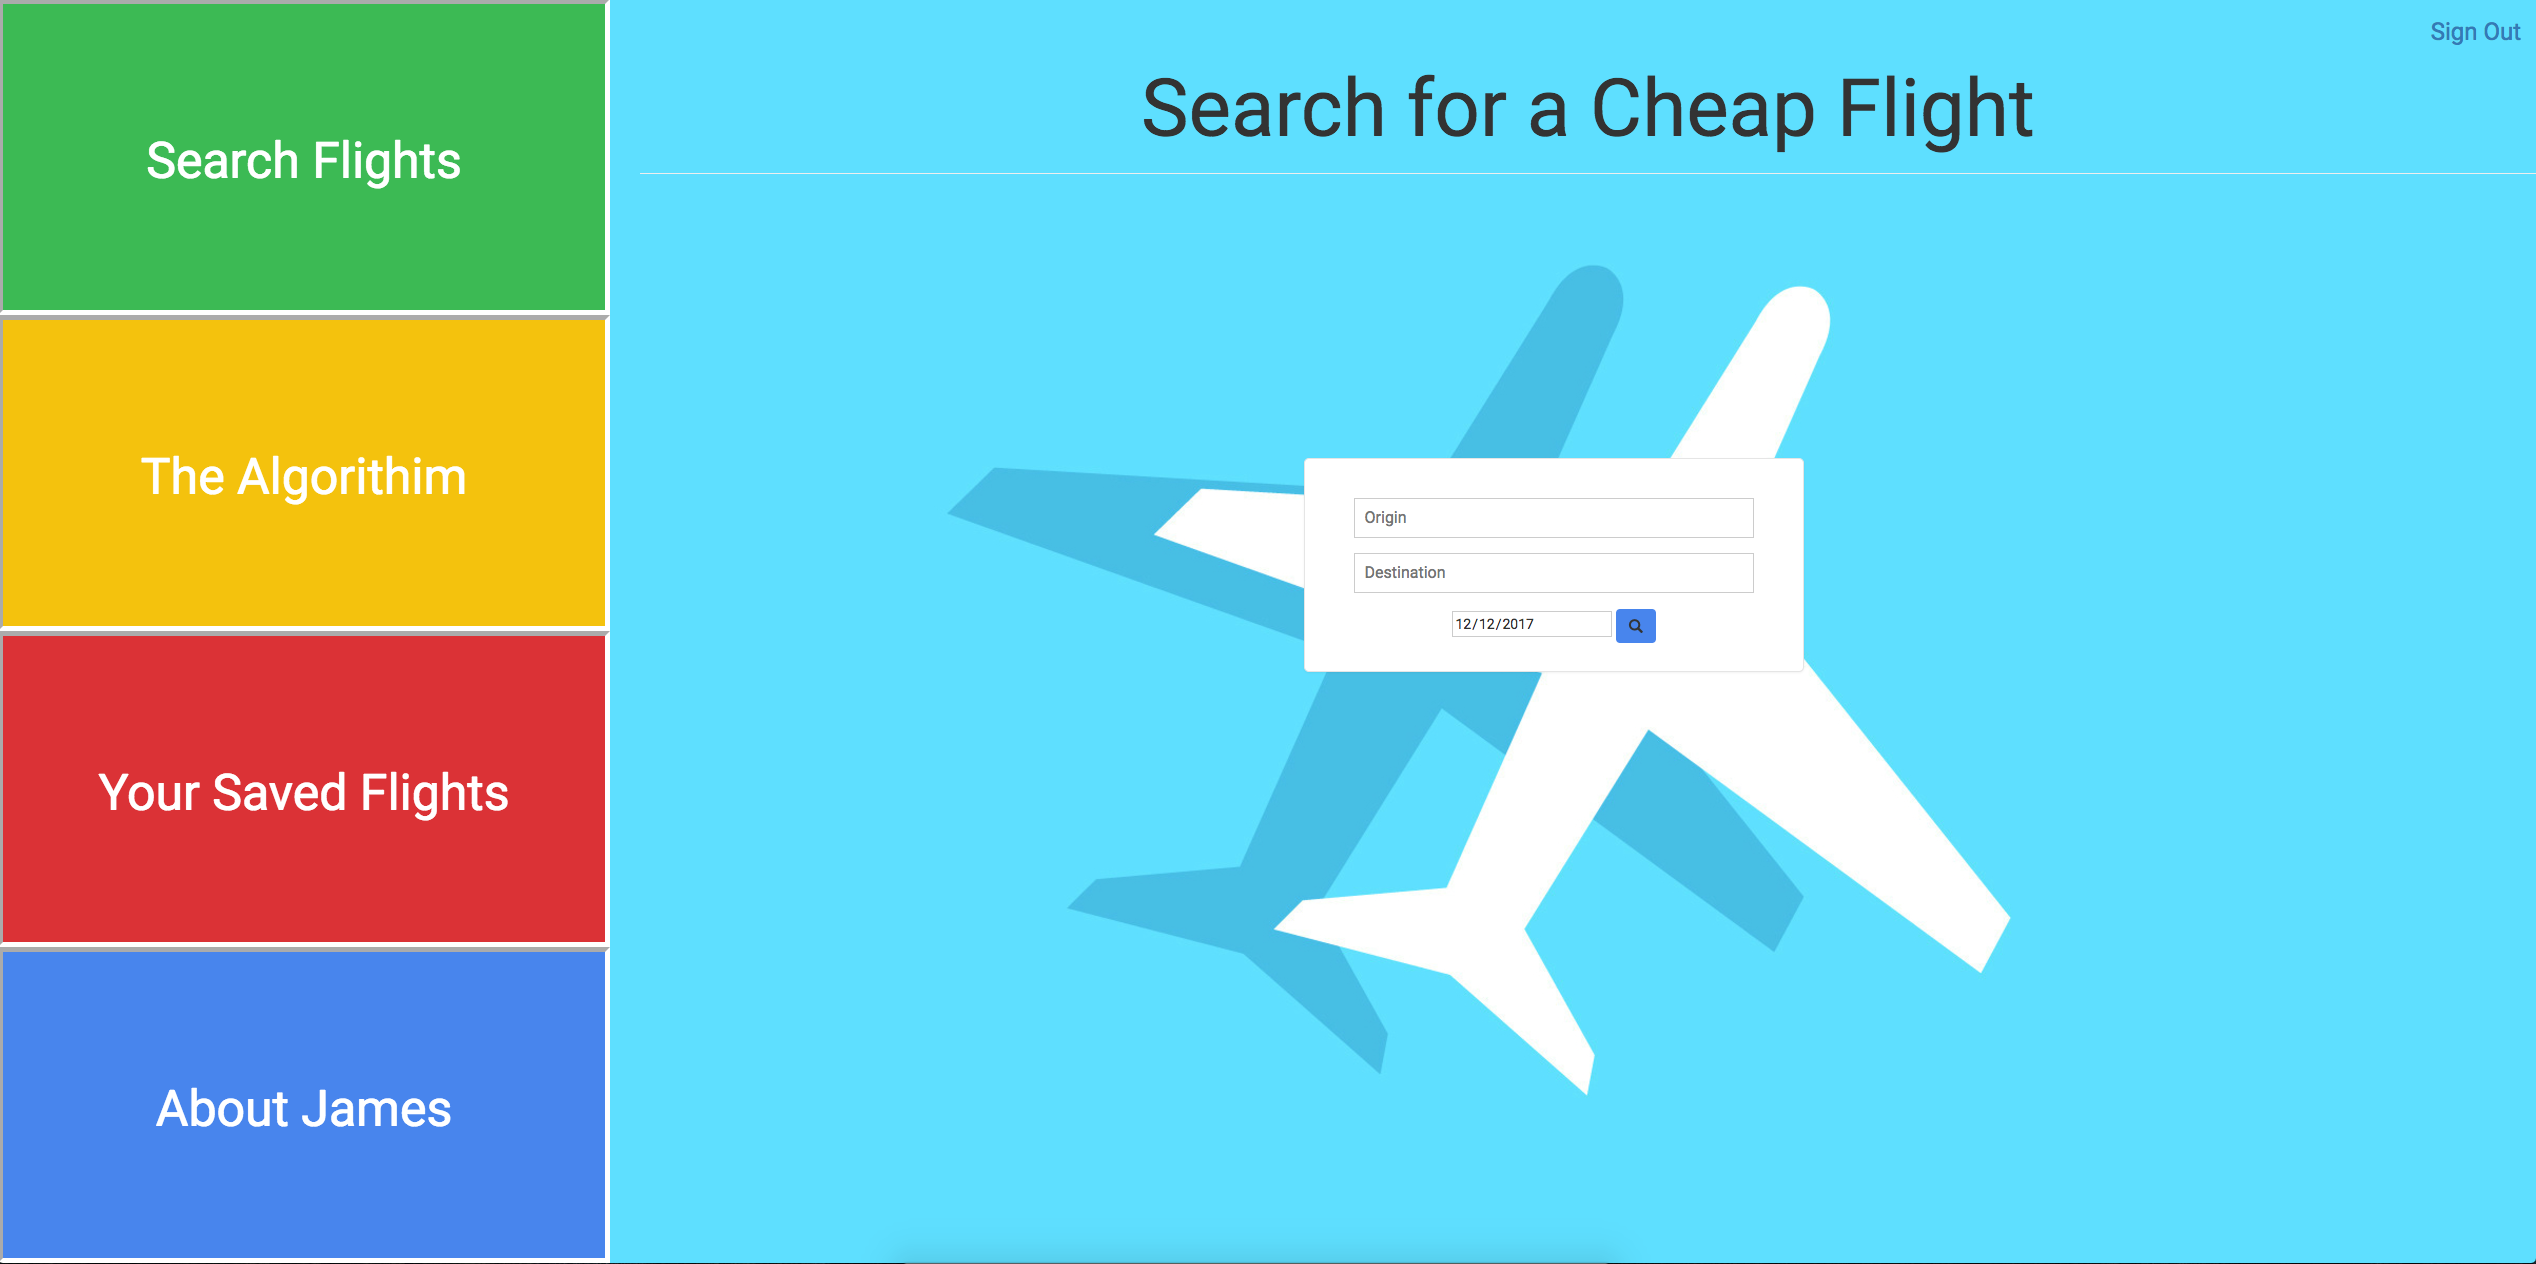 Search Flights
The Algorithim
Your Saved Flights
About James
Sign Out
Search for a Cheap Flight
Origin
Destination
12/12/2017